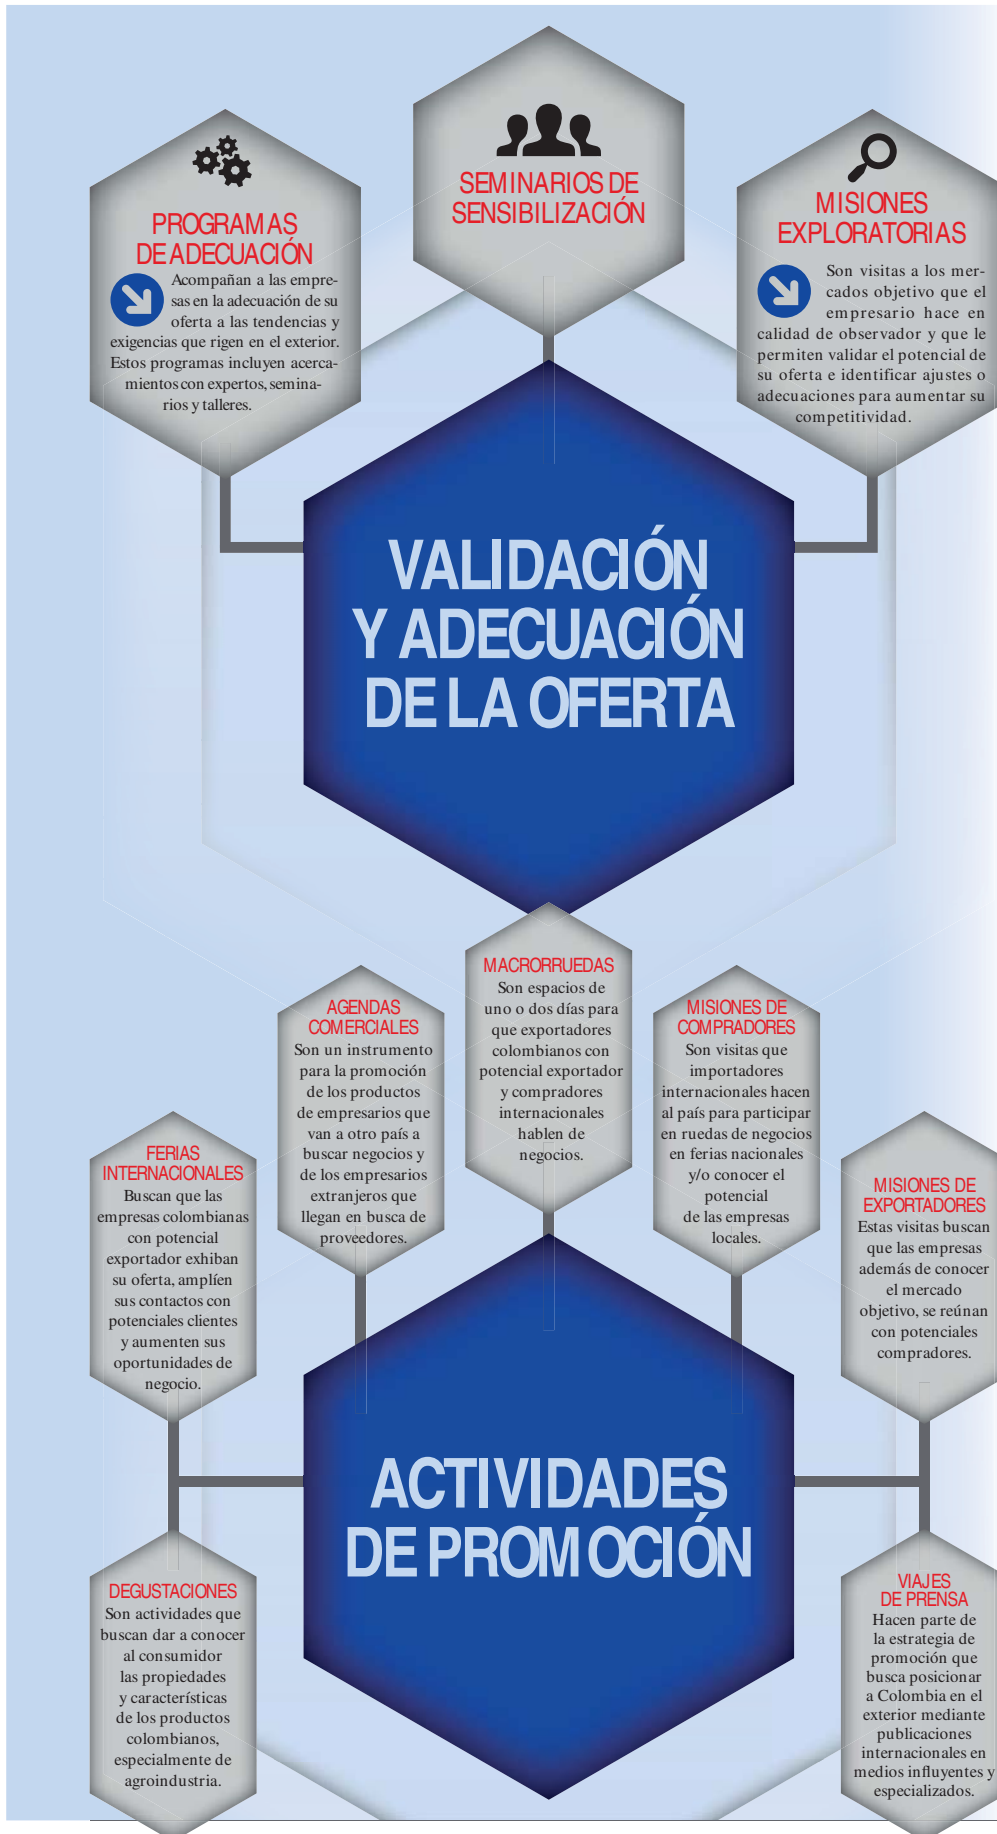 SEMINARIOS DE
SENSIBILIZACIÓN
PROGRAMAS
DE ADECUACIÓN
Acompañan a las empre-
sas en la adecuación de su
oferta a las tendencias y
exigencias que rigen en el exterior.
Estos programas incluyen acerca-
mientos con expertos, semina-
rios y talleres.
MISIONES
EXPLORATORIAS
Son visitas a los mer-
cados objetivo que el
empresario hace en
calidad de observador y que le
permiten validar el potencial de
su oferta e identificar ajustes o
adecuaciones para aumentar su
competitividad.
VALIDACIÓN
Y ADECUACIÓN
DE LA OFERTA
MACRORRUEDAS
Son espacios de
uno o dos días para
que exportadores
colombianos con
potencial exportador
y compradores
internacionales
hablen de
negocios.
AGENDAS
COMERCIALES
Son un instrumento
para la promoción
de los productos
de empresarios que
van a otro país a
buscar negocios y
de los empresarios
extranjeros que
llegan en busca de
proveedores.
MISIONES DE
COMPRADORES
Son visitas que
importadores
internacionales hacen
al país para participar
en ruedas de negocios
en ferias nacionales
y/o conocer el
potencial
de las empresas
locales.
FERIAS
INTERNACIONALES
Buscan que las
empresas colombianas
con potencial
exportador exhiban
su oferta, amplíen
sus contactos con
potenciales clientes
y aumenten sus
oportunidades de
negocio.
MISIONES DE
EXPORTADORES
Estas visitas buscan
que las empresas
además de conocer
el mercado
objetivo, se reúnan
con potenciales
compradores.
ACTIVIDADES
DE PROMOCIÓN
DEGUSTACIONES
Son actividades que
buscan dar a conocer
al consumidor
las propiedades
y características
de los productos
colombianos,
especialmente de
agroindustria.
VIAJES
DE PRENSA
Hacen parte de
la estrategia de
promoción que
busca posicionar
a Colombia en el
exterior mediante
publicaciones
internacionales en
medios influyentes y
especializados.